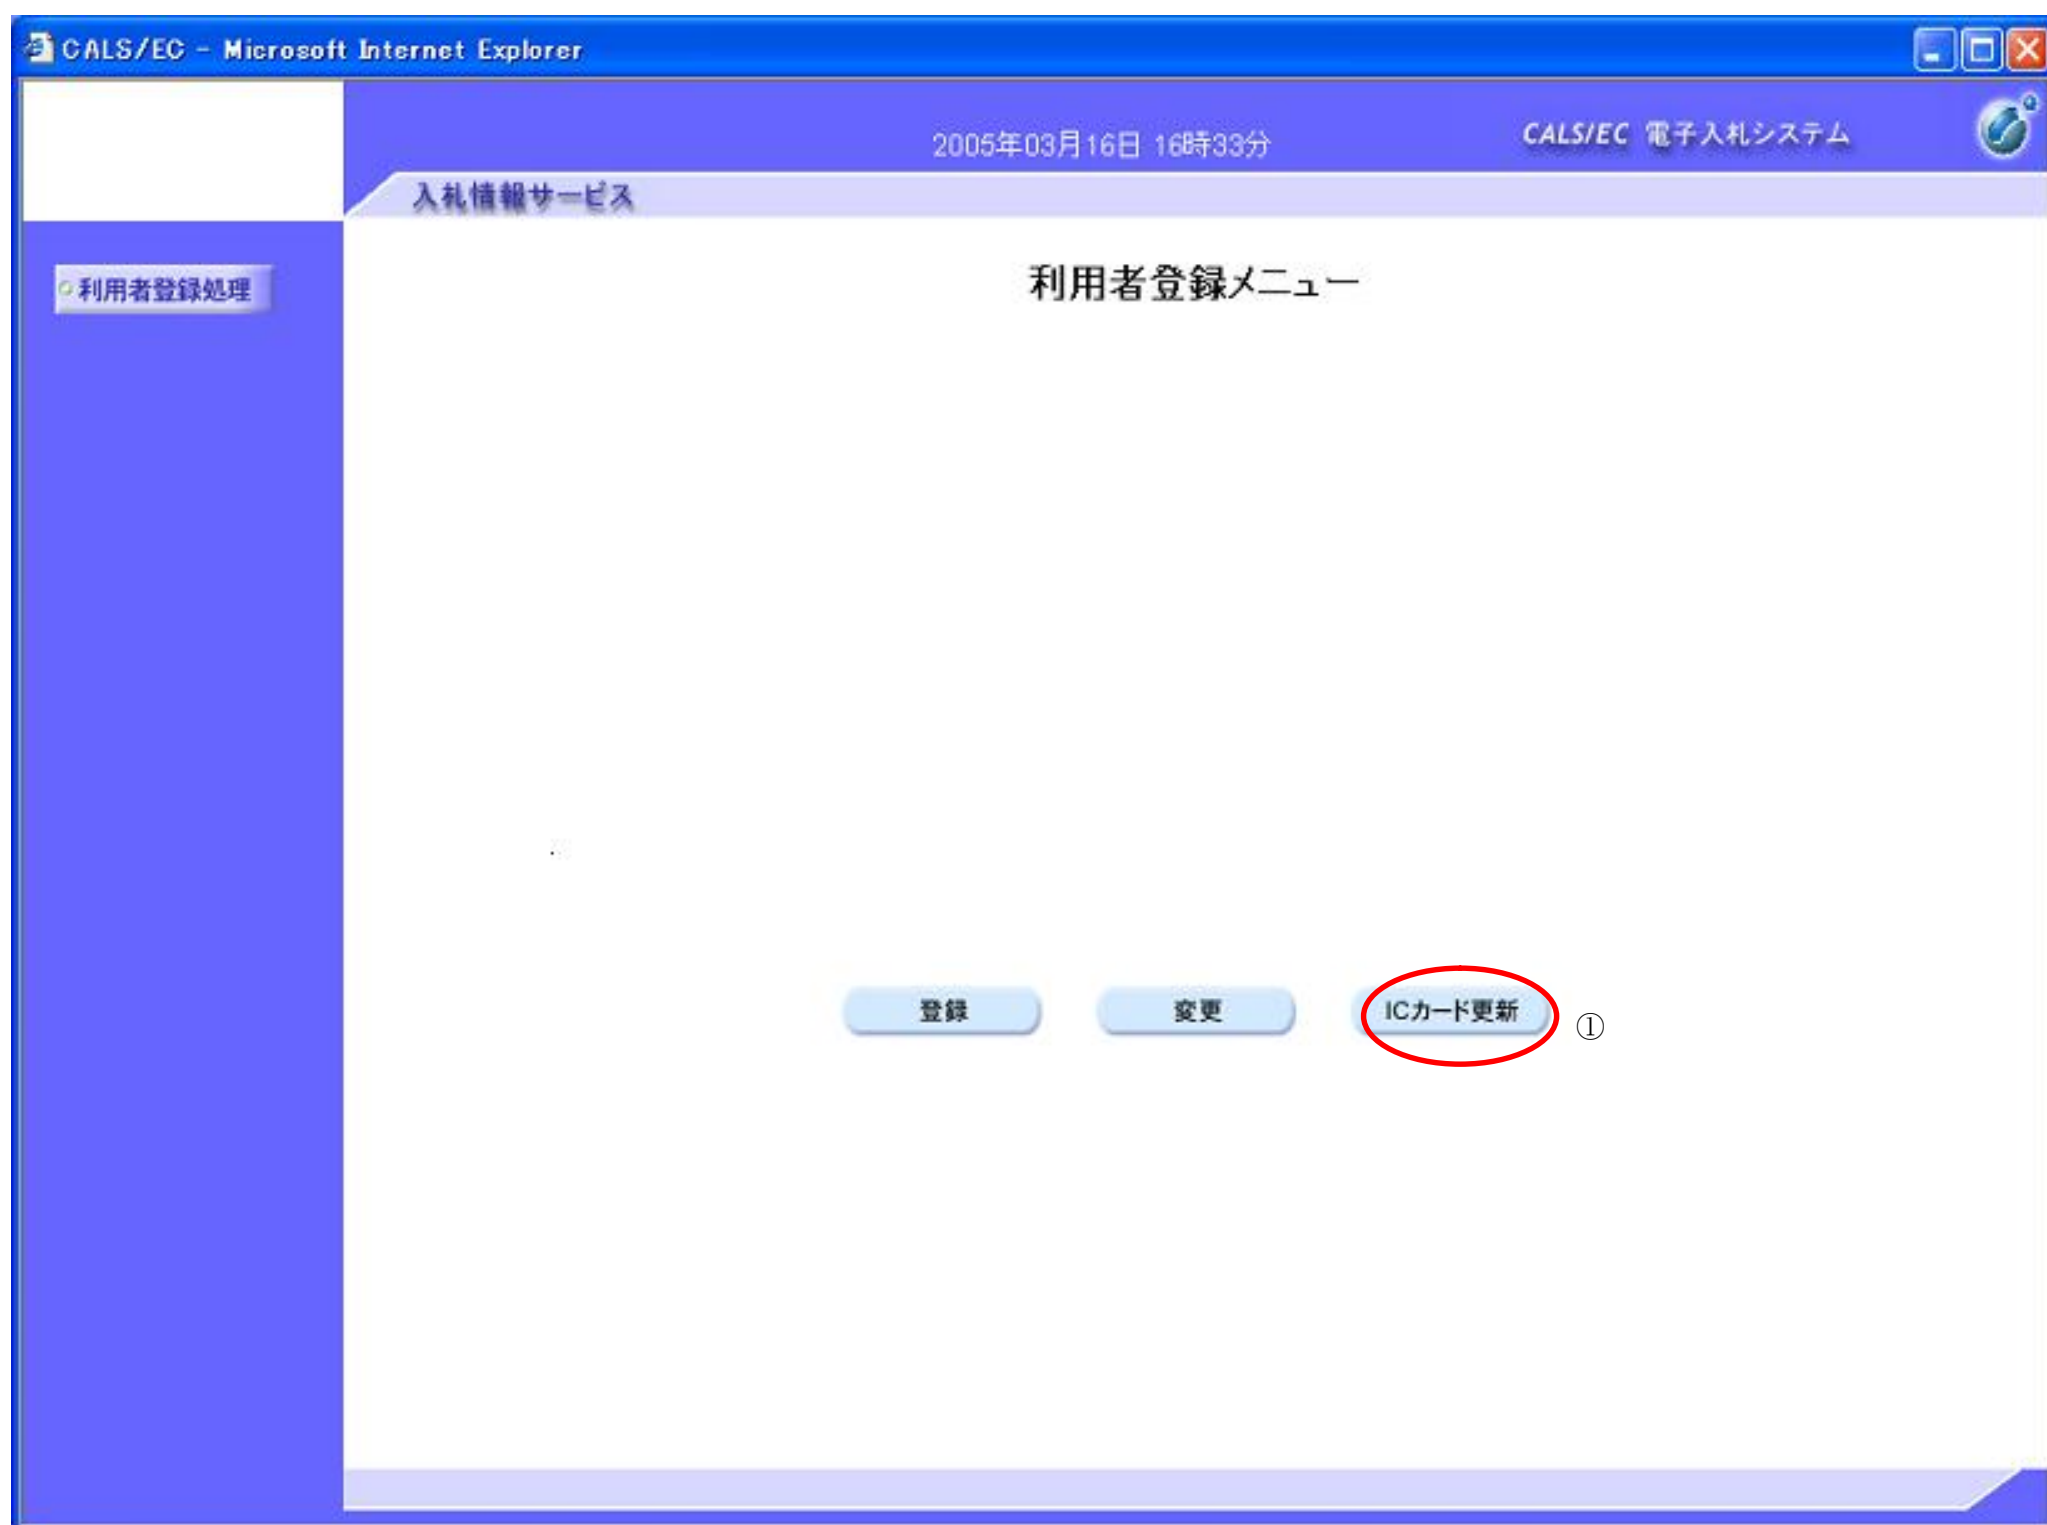 CALS/EC - Microsoft Internet Explorer
2005年03月16日 16時33分
CALS/EC 電子入札システム
入札情報サービス
利用者登録処理
利用者登録メニュー
登録
変更
ICカード更新
①